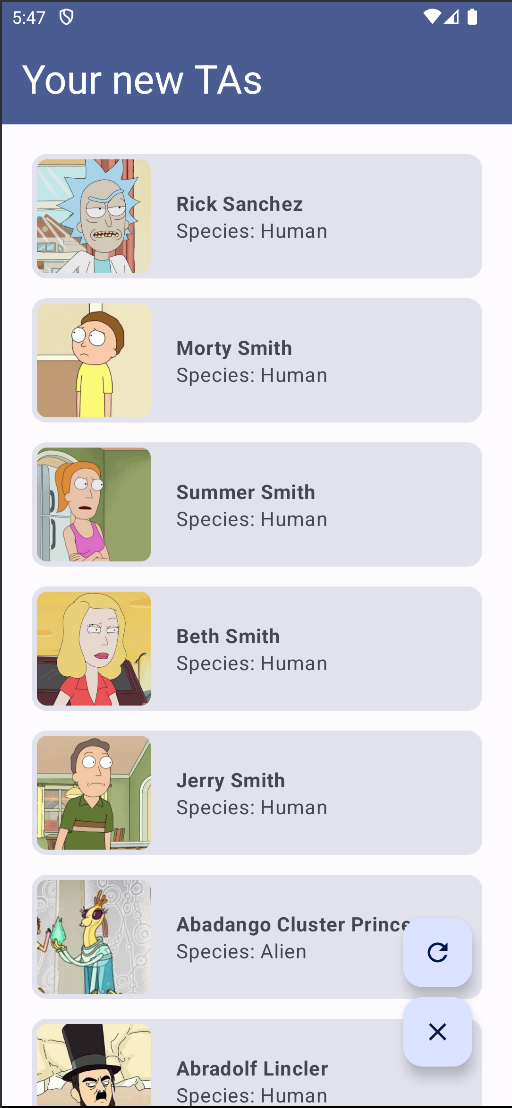 5:47
Your new TAs
Rick Sanchez
Species: Human
Morty Smith
Species: Human
Summer Smith
Species: Human
Beth Smith
Species: Human
Jerry Smith
Species: Human
Abadango Cluster Prince
Species: Alien
Abradolf Lincler
Species: Human